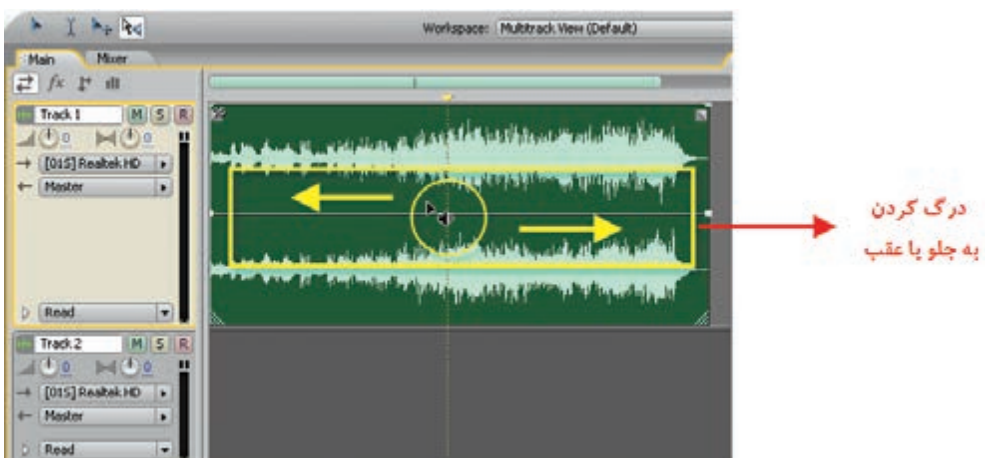 Workspace: Multitrack View (Default)
Main Mixer
fx
Track 1 M S R
0 0
[01S] Realtek HD
Master
Read
Track 2 M S R
0 0
[01S] Realtek HD
Master
Read
درگ کردن
به جلو یا عقب